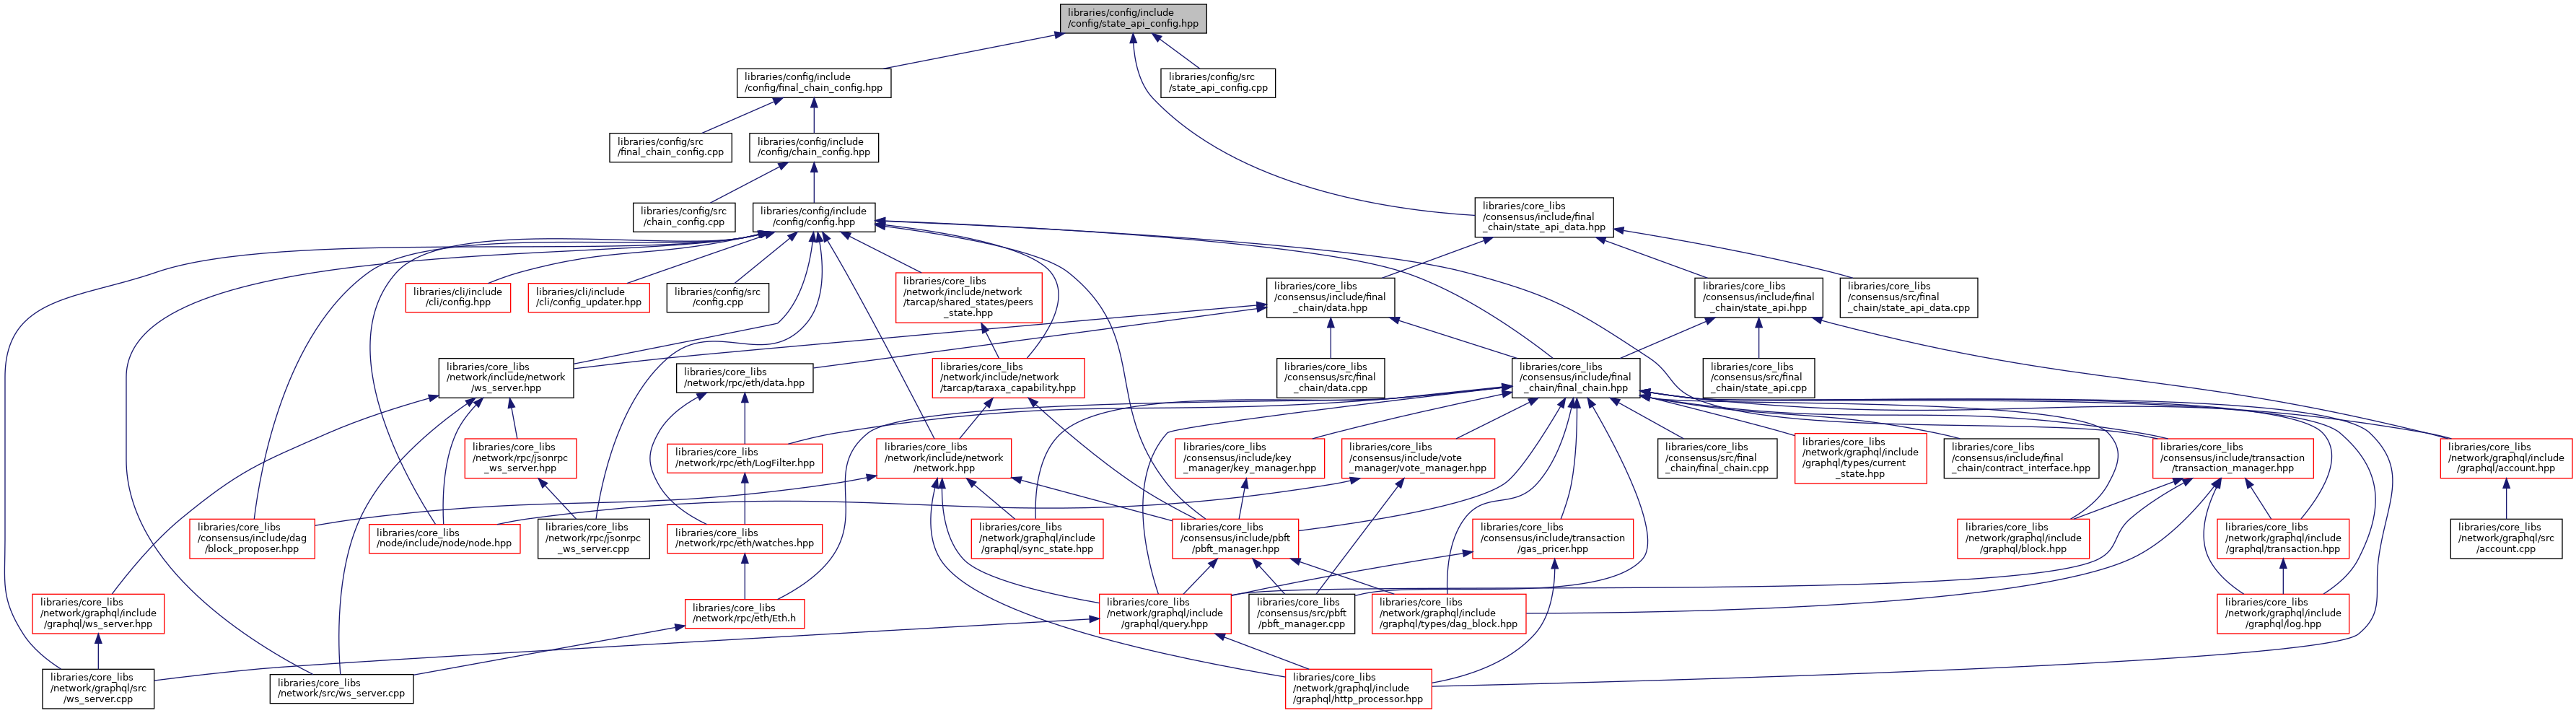 libraries/config/include
/config/state_api_config.hpp
libraries/config/include
/config/final_chain_config.hpp
libraries/config/src
/state_api_config.cpp
libraries/config/src
/final_chain_config.cpp
libraries/config/include
/config/chain_config.hpp
libraries/config/src
/chain_config.cpp
libraries/config/include
/config/config.hpp
libraries/core_libs
/consensus/include/final
_chain/state_api_data.hpp
libraries/cli/include
/cli/config.hpp
libraries/cli/include
/cli/config_updater.hpp
libraries/config/src
/config.cpp
libraries/core_libs
/network/include/network
/tarcap/shared_states/peers
_state.hpp
libraries/core_libs
/consensus/include/final
_chain/data.hpp
libraries/core_libs
/consensus/include/final
_chain/state_api.hpp
libraries/core_libs
/consensus/src/final
_chain/state_api_data.cpp
libraries/core_libs
/network/include/network
/ws_server.hpp
libraries/core_libs
/network/rpc/eth/data.hpp
libraries/core_libs
/network/include/network
/tarcap/taraxa_capability.hpp
libraries/core_libs
/consensus/src/final
_chain/data.cpp
libraries/core_libs
/consensus/include/final
_chain/final_chain.hpp
libraries/core_libs
/consensus/src/final
_chain/state_api.cpp
libraries/core_libs
/network/rpc/jsonrpc
_ws_server.hpp
libraries/core_libs
/network/rpc/eth/LogFilter.hpp
libraries/core_libs
/network/include/network
/network.hpp
libraries/core_libs
/consensus/include/key
_manager/key_manager.hpp
libraries/core_libs
/consensus/include/vote
_manager/vote_manager.hpp
libraries/core_libs
/consensus/src/final
_chain/final_chain.cpp
libraries/core_libs
/network/graphql/include
/graphql/types/current
_state.hpp
libraries/core_libs
/consensus/include/final
_chain/contract_interface.hpp
libraries/core_libs
/consensus/include/transaction
/transaction_manager.hpp
libraries/core_libs
/network/graphql/include
/graphql/account.hpp
libraries/core_libs
/consensus/include/dag
/block_proposer.hpp
libraries/core_libs
/node/include/node/node.hpp
libraries/core_libs
/network/rpc/jsonrpc
_ws_server.cpp
libraries/core_libs
/network/rpc/eth/watches.hpp
libraries/core_libs
/network/graphql/include
/graphql/sync_state.hpp
libraries/core_libs
/consensus/include/pbft
/pbft_manager.hpp
libraries/core_libs
/consensus/include/transaction
/gas_pricer.hpp
libraries/core_libs
/network/graphql/include
/graphql/block.hpp
libraries/core_libs
/network/graphql/include
/graphql/transaction.hpp
libraries/core_libs
/network/graphql/src
/account.cpp
libraries/core_libs
/network/graphql/include
/graphql/ws_server.hpp
libraries/core_libs
/network/rpc/eth/Eth.h
libraries/core_libs
/network/graphql/include
/graphql/query.hpp
libraries/core_libs
/consensus/src/pbft
/pbft_manager.cpp
libraries/core_libs
/network/graphql/include
/graphql/types/dag_block.hpp
libraries/core_libs
/network/graphql/include
/graphql/log.hpp
libraries/core_libs
/network/graphql/src
/ws_server.cpp
libraries/core_libs
/network/src/ws_server.cpp
libraries/core_libs
/network/graphql/include
/graphql/http_processor.hpp